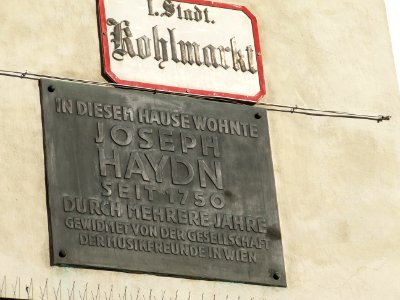 I. Stadt.
Kohlmarkt
IN DIESEM HAUSE WOHNTE
JOSEPH
HAYDN
SEIT 1750
DURCH MEHRERE JAHRE
GEWIDMET VON DER GESELLSCHAFT
DER MUSIKFREUNDE IN WIEN